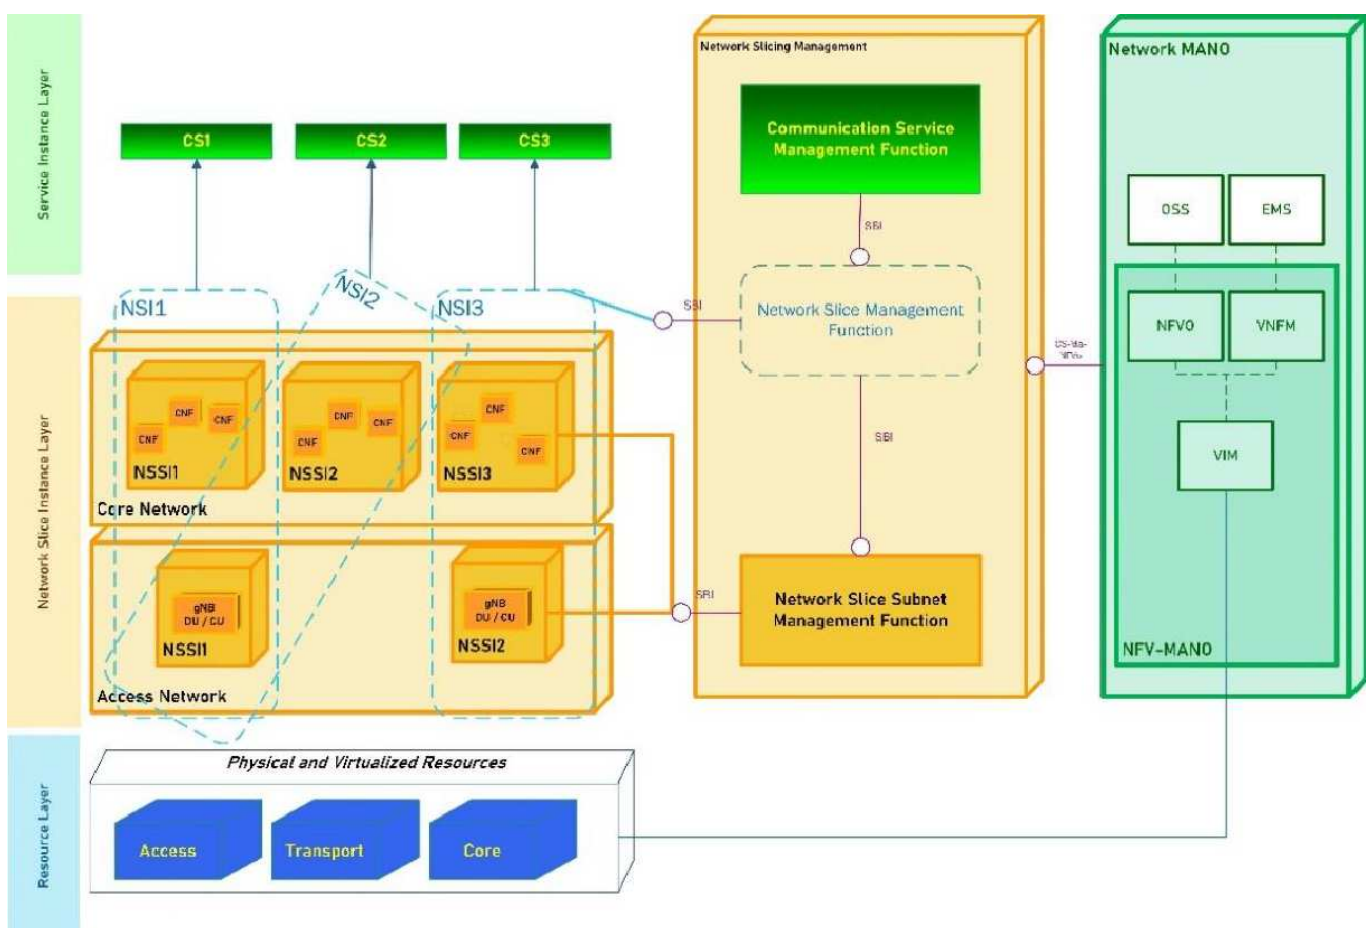 Service Instance Layer
Network Slice Instance Layer
Resource Layer
CS1
CS2
CS3
NSI1
NSI2
NSI3
CNF
CNF
CNF
NSSI1
CNF
CNF
CNF
NSSI2
CNF
CNF
CNF
NSSI3
Core Network
gNB
DU / CU
NSSI1
gNB
DU / CU
NSSI2
Access Network
Physical and Virtualized Resources
Access
Transport
Core
Network Slicing Management
Communication Service
Management Function
SBI
Network Slice Management
Function
SBI
SBI
Network Slice Subnet
Management Function
SBI
Network MANO
OSS
EMS
NFVO
VNFM
VIM
NFV-MANO